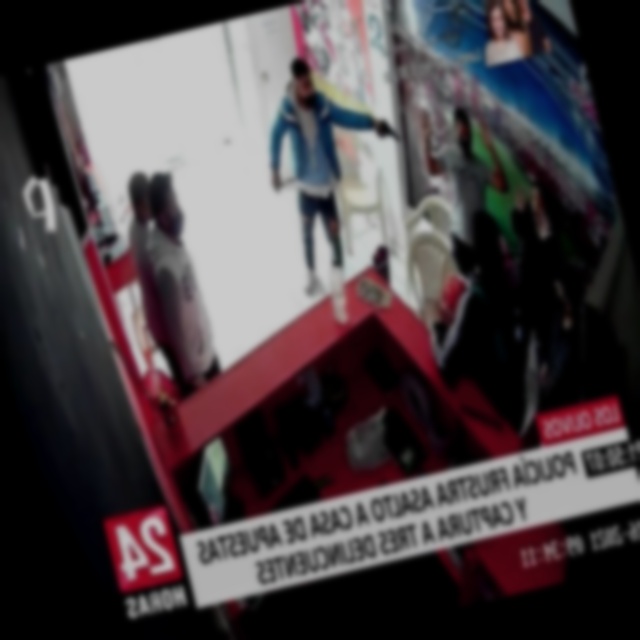 LOS OLIVOS
POLICÍA FRUSTRA ASALTO A CASA DE APUESTAS
Y CAPTURA A TRES DELINCUENTES
24
HORAS